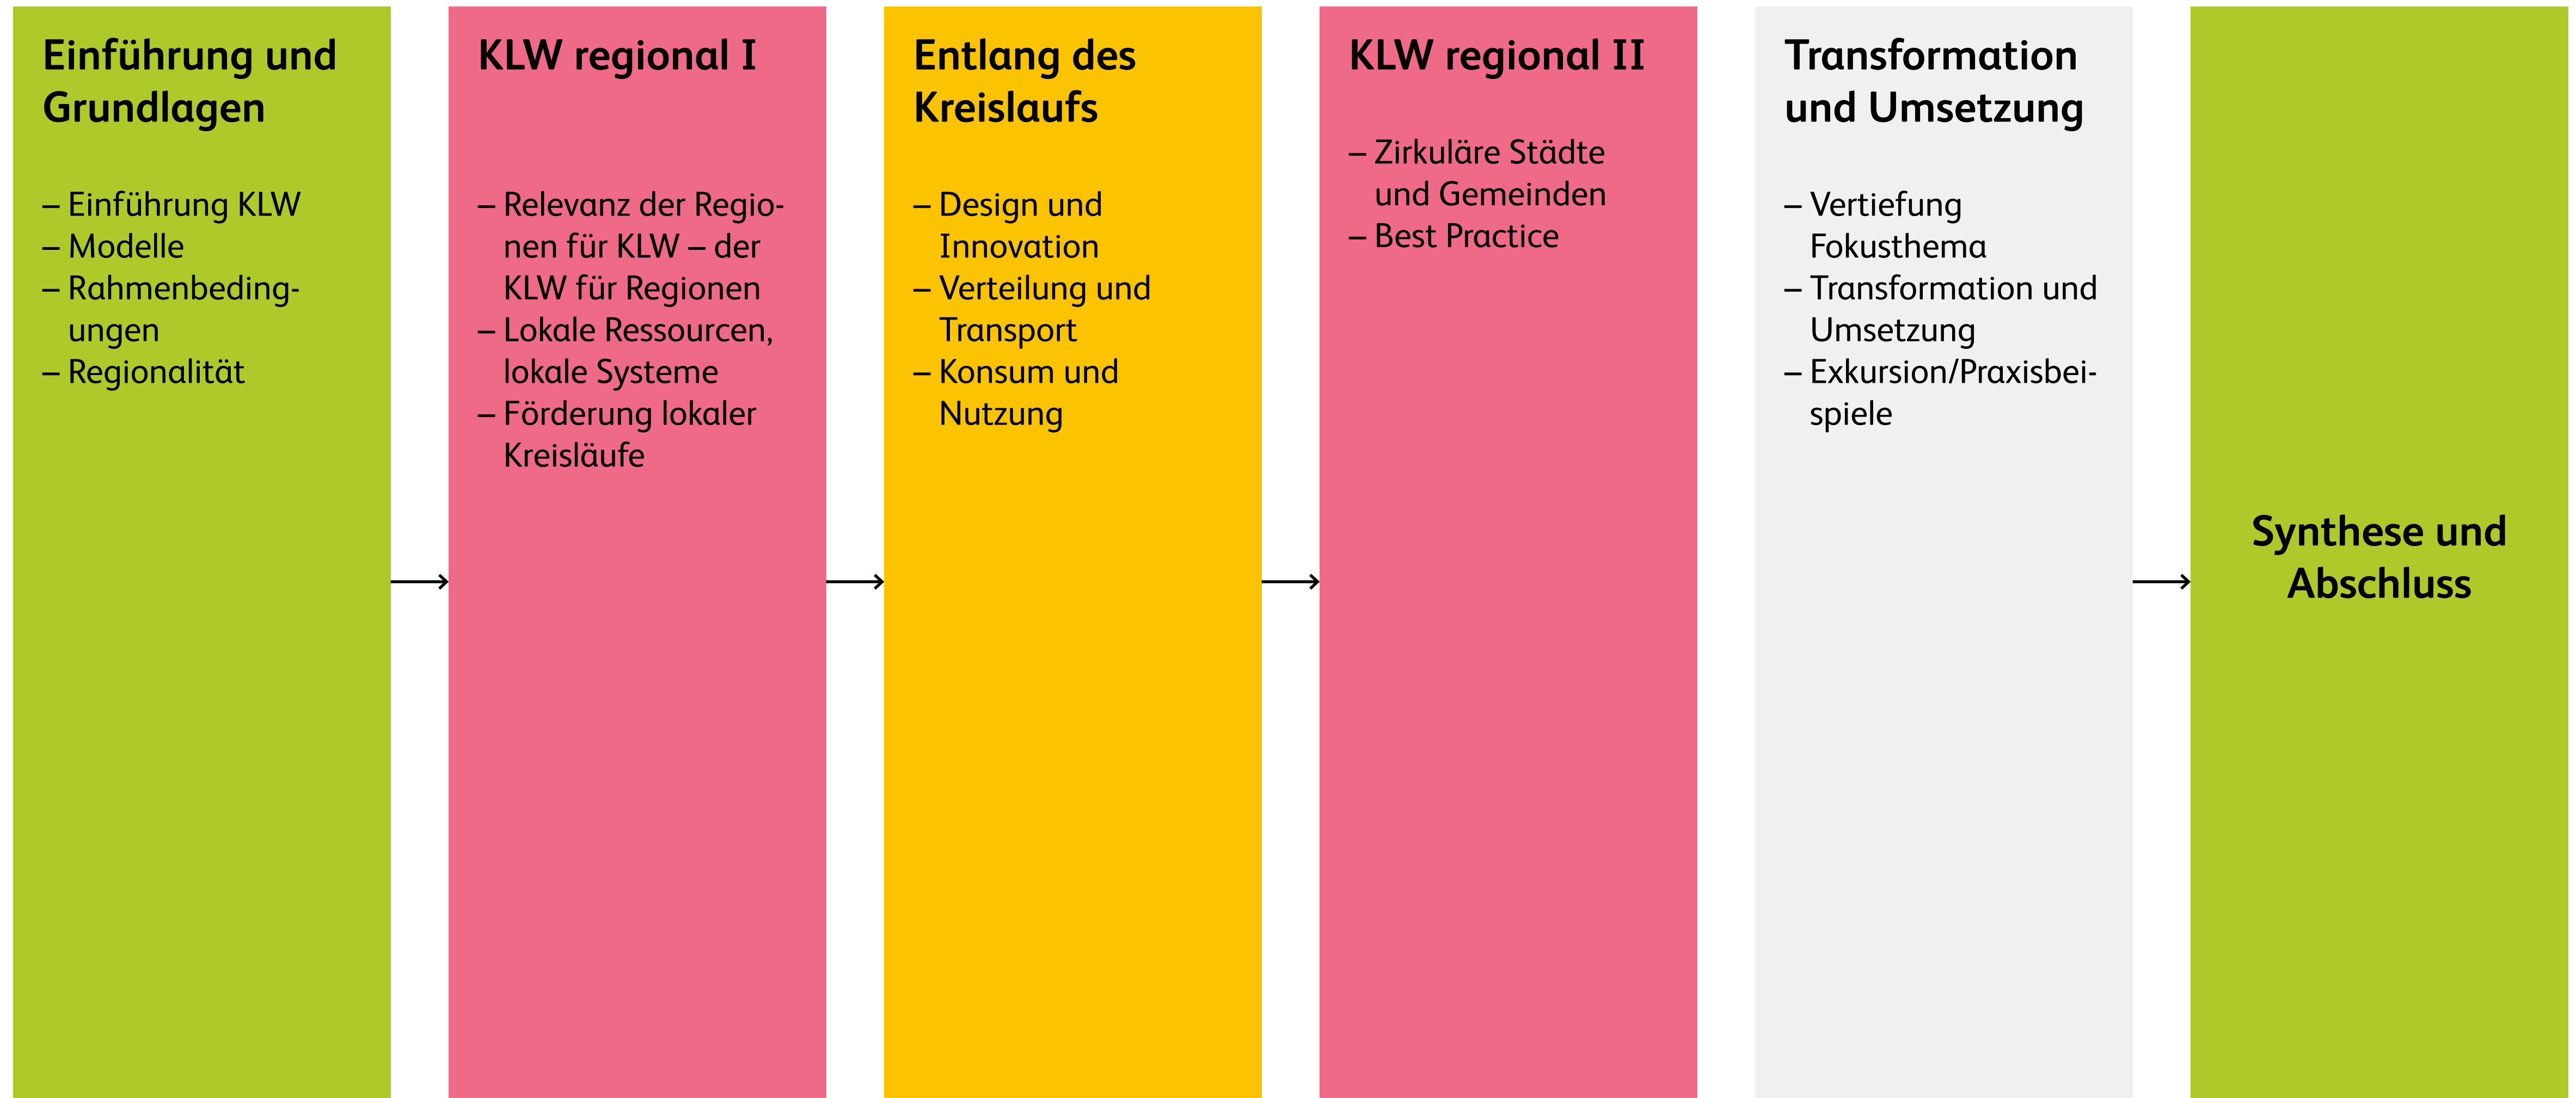 Einführung und
Grundlagen
– Einführung KLW
– Modelle
– Rahmenbeding-
ungen
– Regionalität
KLW regional I
– Relevanz der Regio-
nen für KLW – der
KLW für Regionen
– Lokale Ressourcen,
lokale Systeme
– Förderung lokaler
Kreisläufe
Entlang des
Kreislaufs
– Design und
Innovation
– Verteilung und
Transport
– Konsum und
Nutzung
KLW regional II
– Zirkuläre Städte
und Gemeinden
– Best Practice
Transformation
und Umsetzung
– Vertiefung
Fokusthema
– Transformation und
Umsetzung
– Exkursion/Praxisbei-
spiele
Synthese und
Abschluss